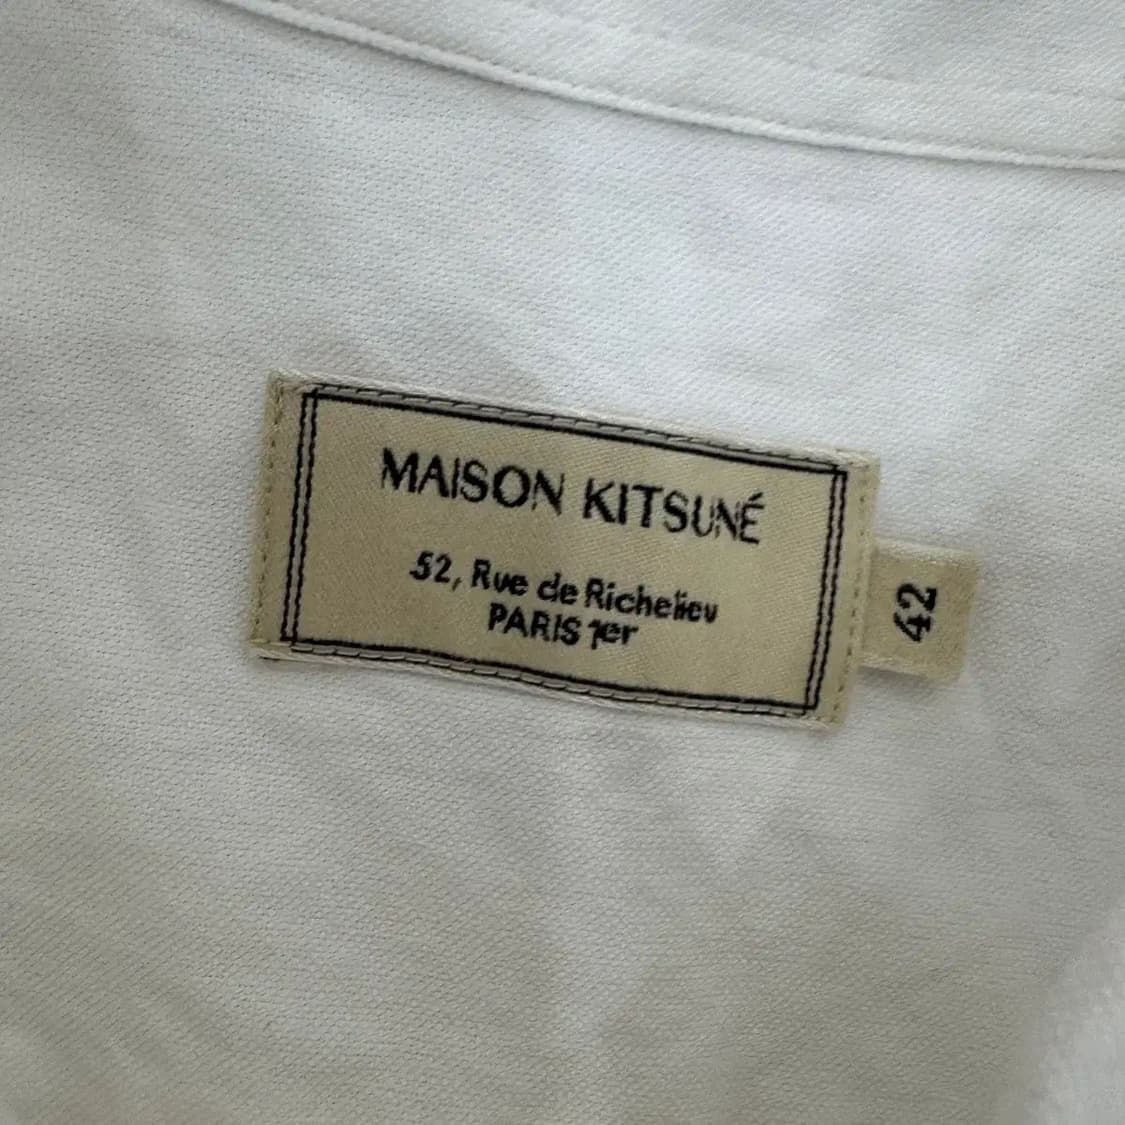 MAISON KITSUNÉ
52, Rue de Richelieu
PARIS 1er
42